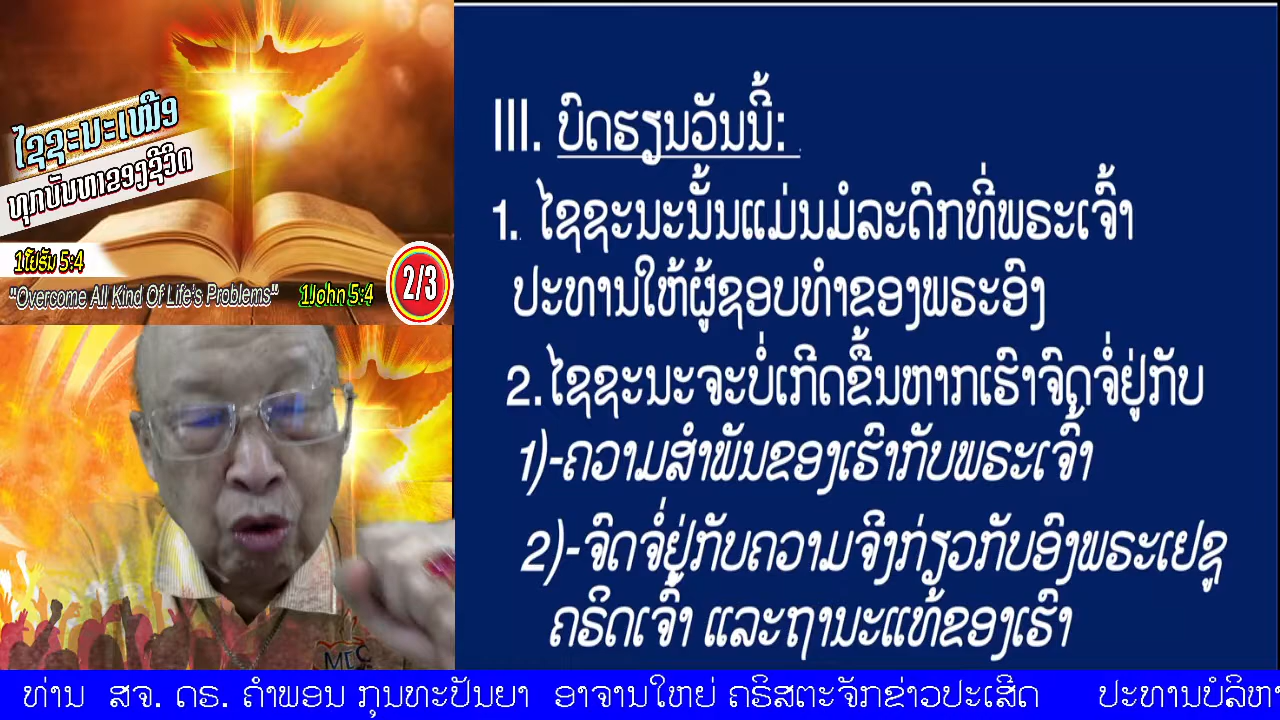 ໄຊຊະນະເໜືອ
ທຸກບັນຫາຂອງຊີວິດ
1ໂຢຮັນ 5:4
"Overcome All Kind Of Life's Problems"
1John 5:4
2/3
III. ບົດຮຽນວັນນີ້:
1. ໄຊຊະນະນັ້ນແມ່ນມໍລະດົກທີ່ພຣະເຈົ້າ
ປະທານໃຫ້ຜູ້ຊອບທຳຂອງພຣະອົງ
2.ໄຊຊະນະຈະບໍ່ເກີດຂື້ນຫາກເຮົາຈົດຈໍ່ຢູ່ກັບ
1)-ຄວາມສຳພັນຂອງເຮົາກັບພຣະເຈົ້າ
2)-ຈົດຈໍ່ຢູ່ກັບຄວາມຈີງກ່ຽວກັບອົງພຣະເຢຊູ
ຄຣິດເຈົ້າ ແລະຖານະແທ້ຂອງເຮົາ
MCC
ທ່ານ ສຈ. ດຣ. ຄຳພອນ ກຸນທະປັນຍາ ອາຈານໃຫຍ່ ຄຣິສຕະຈັກຂ່າວປະເສີດ ປະທານບໍລິຫາ